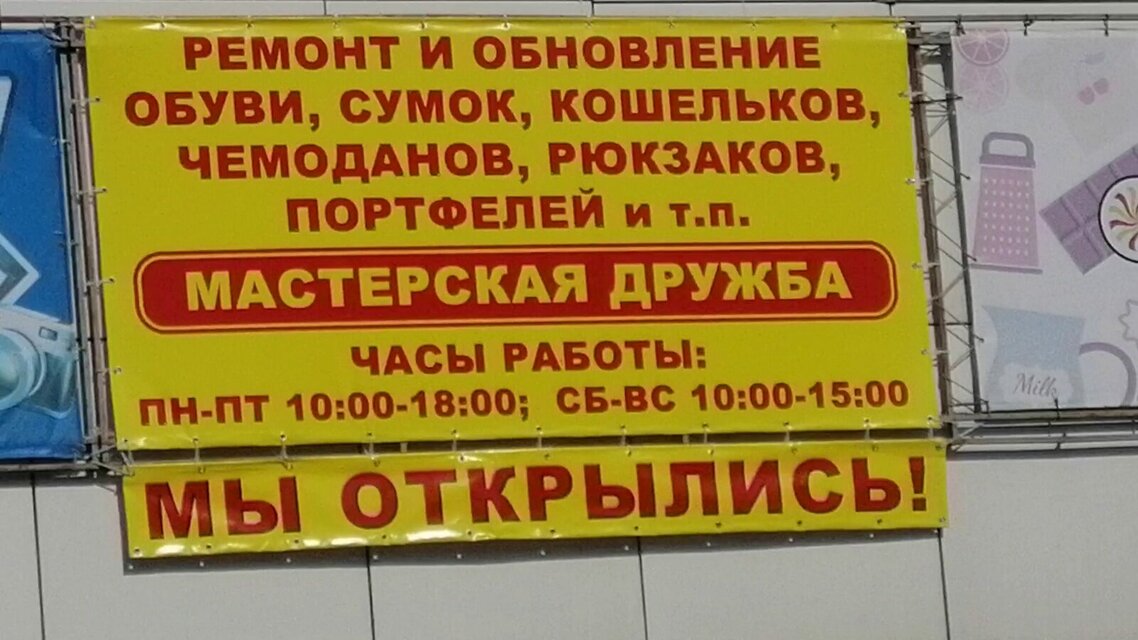 РЕМОНТ И ОБНОВЛЕНИЕ
ОБУВИ, СУМОК, КОШЕЛЬКОВ,
ЧЕМОДАНОВ, РЮКЗАКОВ,
ПОРТФЕЛЕЙ и т.п.
МАСТЕРСКАЯ ДРУЖБА
ЧАСЫ РАБОТЫ:
ПН-ПТ 10:00-18:00; СБ-ВС 10:00-15:00
МЫ ОТКРЫЛИСЬ!
Milk